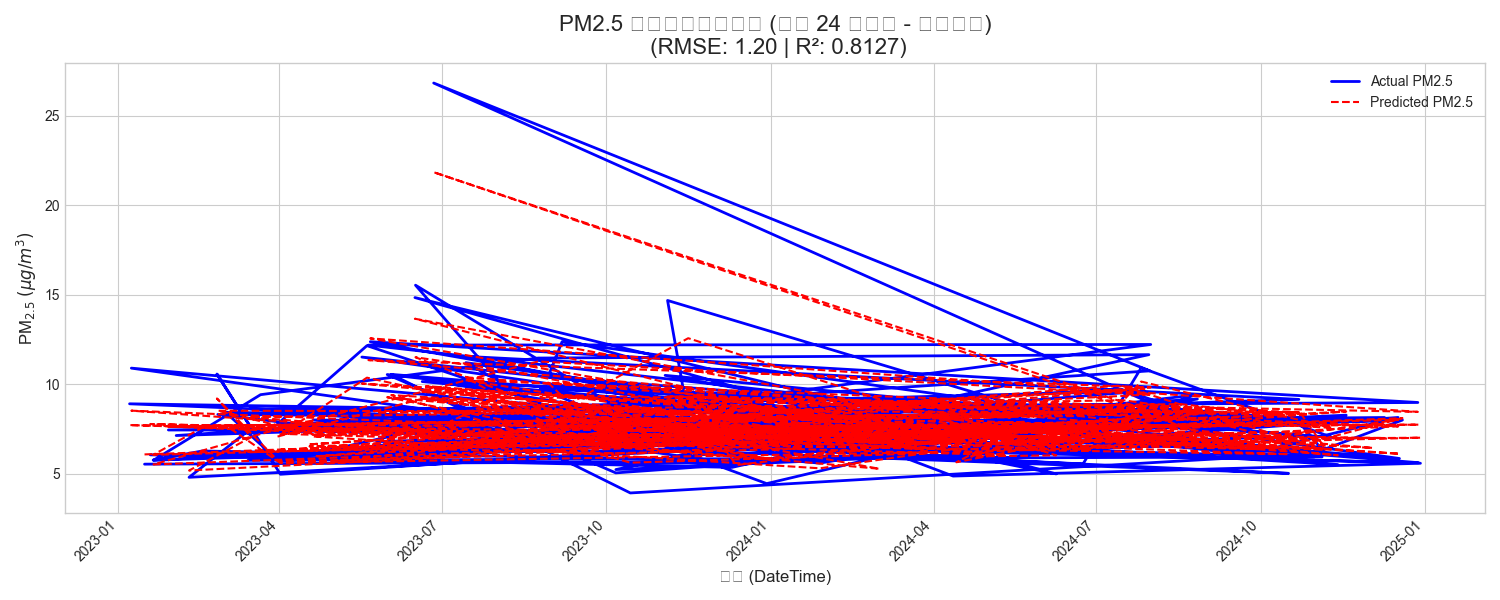 PM2.5 (24 - )
(RMSE: 1.20 | R²: 0.8127)
Actual PM2.5
Predicted PM2.5
PM₂.₅ (μg/m³)
25
20
15
10
5
2023-01
2023-04
2023-07
2023-10
2024-01
2024-04
2024-07
2024-10
2025-01
(DateTime)